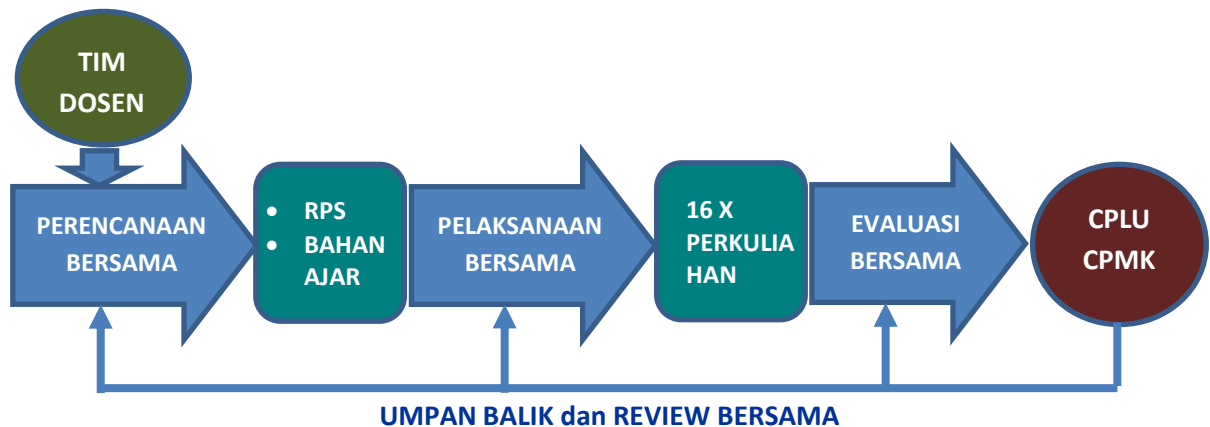 TIM
DOSEN
PERENCANAAN
BERSAMA
• RPS
• BAHAN
AJAR
PELAKSANAAN
BERSAMA
16 X
PERKULIA
HAN
EVALUASI
BERSAMA
CPLU
CPMK
UMPAN BALIK dan REVIEW BERSAMA